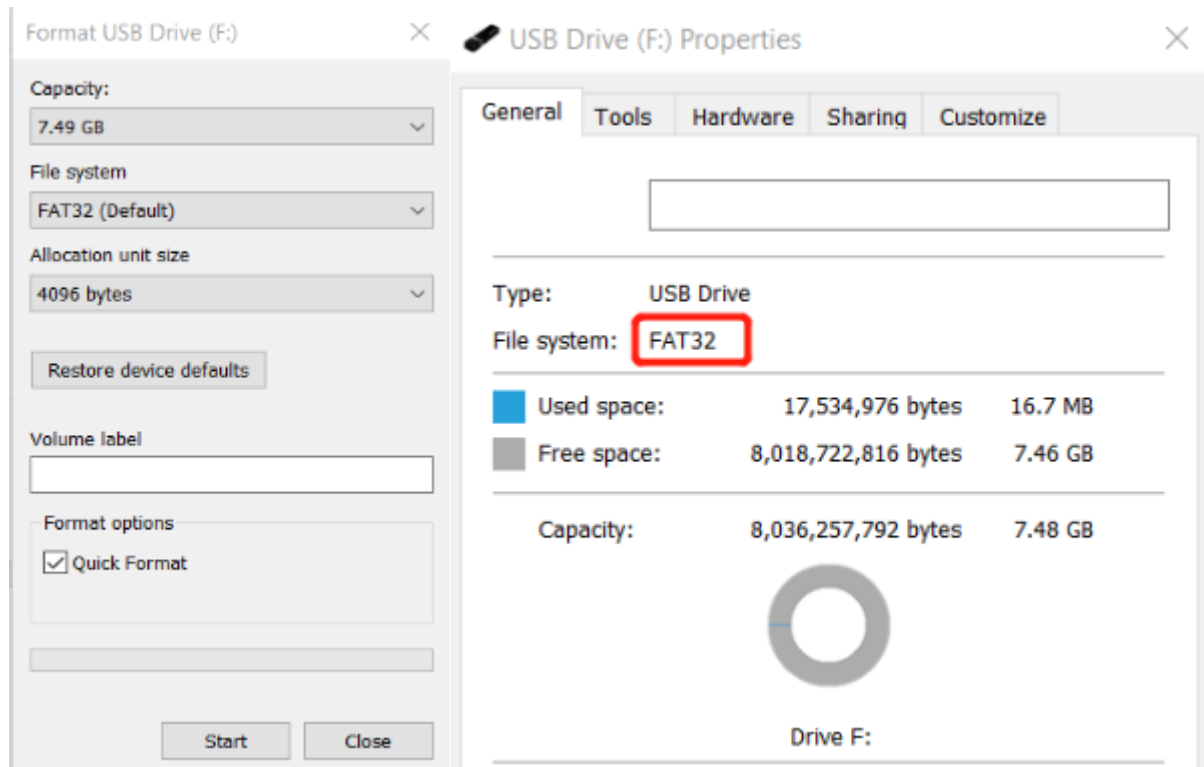 Format USB Drive (F:)
Capacity:
7.49 GB
File system
FAT32 (Default)
Allocation unit size
4096 bytes
Restore device defaults
Volume label
Format options
Quick Format
Start Close
USB Drive (F:) Properties
General Tools Hardware Sharing Customize
Type: USB Drive
File system: FAT32
Used space: 17,534,976 bytes 16.7 MB
Free space: 8,018,722,816 bytes 7.46 GB
Capacity: 8,036,257,792 bytes 7.48 GB
Drive F: